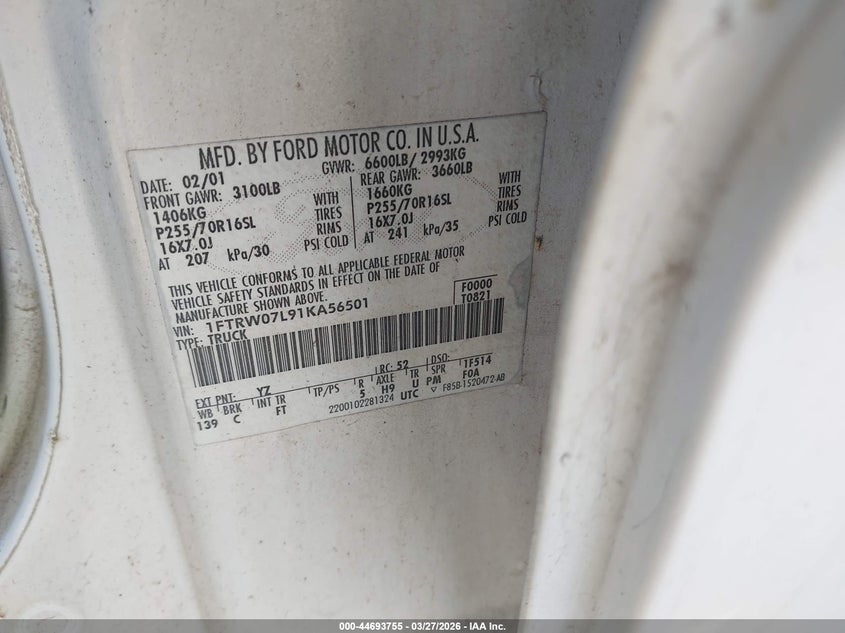 MFD. BY FORD MOTOR CO. IN U.S.A.
DATE: 02/01 GVWR: 6600LB/ 2993KG
FRONT GAWR: 3100LB REAR GAWR: 3660LB
1406KG WITH 1660KG WITH
P255/70R16SL TIRES P255/70R16SL TIRES
16X7.0J RIMS 16X7.0J RIMS
AT 207 kPa/30 PSI COLD AT 241 kPa/35 PSI COLD
THIS VEHICLE CONFORMS TO ALL APPLICABLE FEDERAL MOTOR
VEHICLE SAFETY STANDARDS IN EFFECT ON THE DATE OF
MANUFACTURE SHOWN ABOVE.
F0000
T0821
VIN: 1FTRW07L91KA56501
TYPE: TRUCK
EXT PNT: YZ RC: 52 DSO: 1F514
WB BRK INT TR TP/PS R AXLE TR SPR
139 C FT 5 H9 U PM F0A
2200102281324 UTC ▽ F85B-1520472-AB
000-44693755 | 03/27/2026 - IAA Inc.